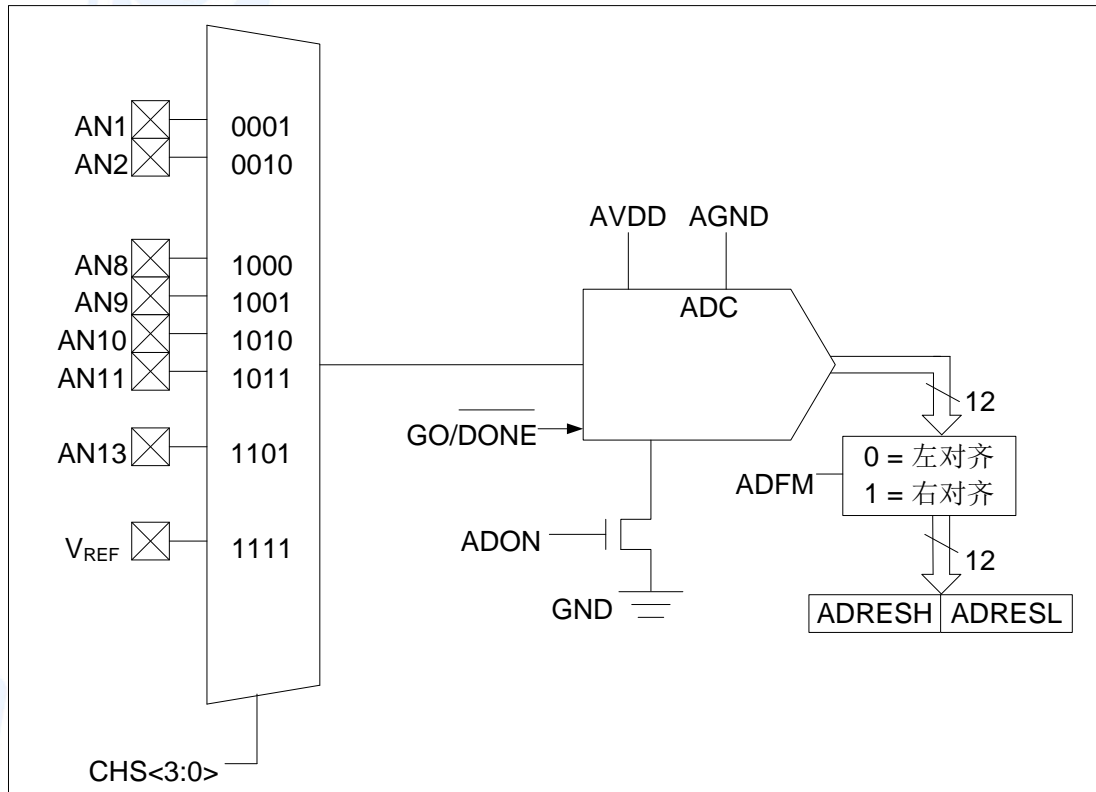 AN1 0001
AN2 0010
AN8 1000
AN9 1001
AN10 1010
AN11 1011
AN13 1101
VREF 1111
CHS<3:0>
AVDD AGND
ADC
GO/DONE
ADON
GND
12
ADFM
0 = 左对齐
1 = 右对齐
12
ADRESH ADRESL